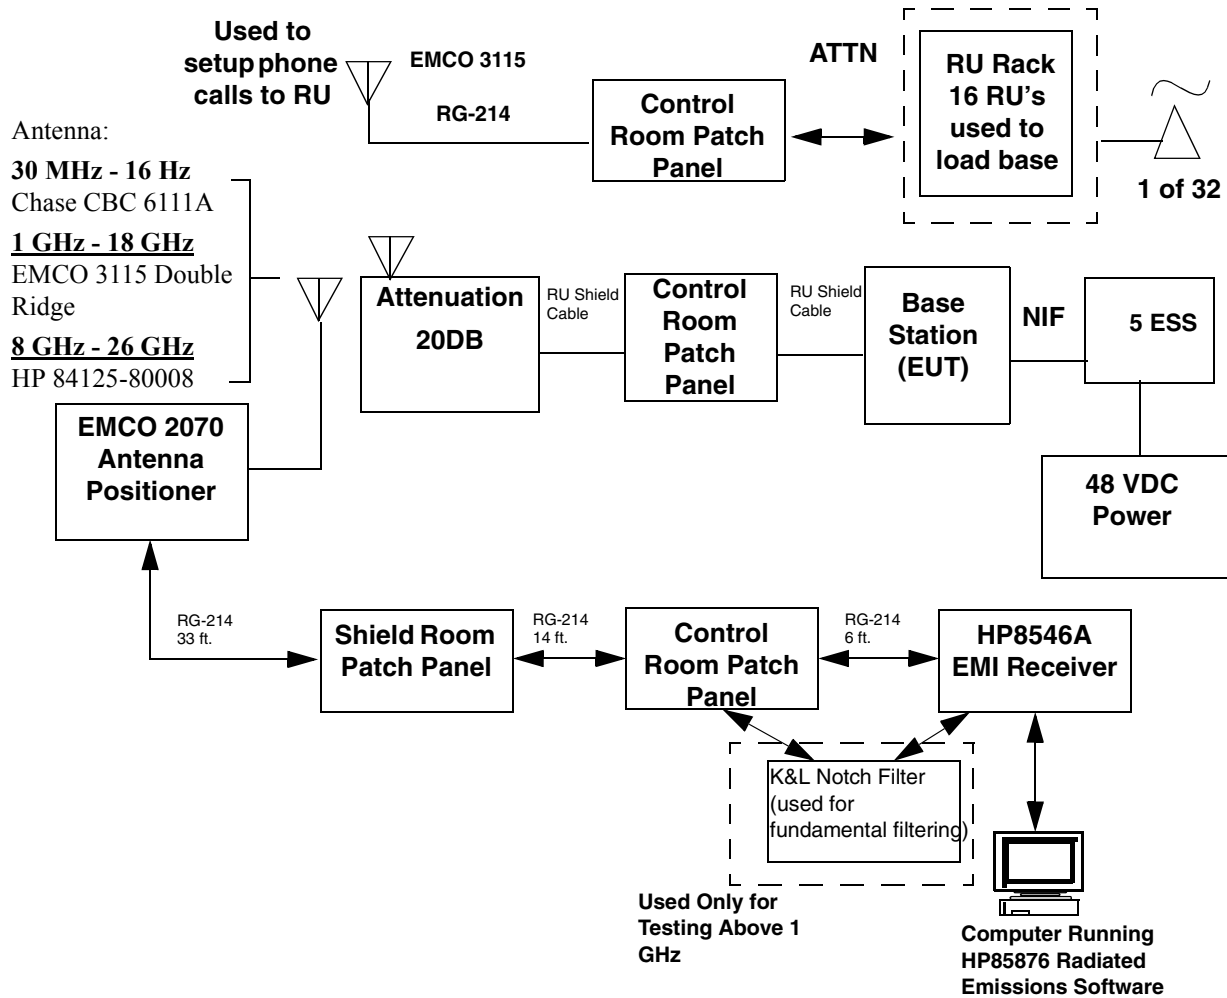 Used to
setup phone
calls to RU
EMCO 3115
RG-214
Control
Room Patch
Panel
ATTN
RU Rack
16 RU's
used to
load base
1 of 32
Antenna:
30 MHz - 16 Hz
Chase CBC 6111A
1 GHz - 18 GHz
EMCO 3115 Double
Ridge
8 GHz - 26 GHz
HP 84125-80008
Attenuation
20DB
RU Shield
Cable
Control
Room
Patch
Panel
RU Shield
Cable
Base
Station
(EUT)
NIF
5 ESS
48 VDC
Power
EMCO 2070
Antenna
Positioner
RG-214
33 ft.
Shield Room
Patch Panel
RG-214
14 ft.
Control
Room Patch
Panel
RG-214
6 ft.
HP8546A
EMI Receiver
K&L Notch Filter
(used for
fundamental filtering)
Used Only for
Testing Above 1
GHz
Computer Running
HP85876 Radiated
Emissions Software